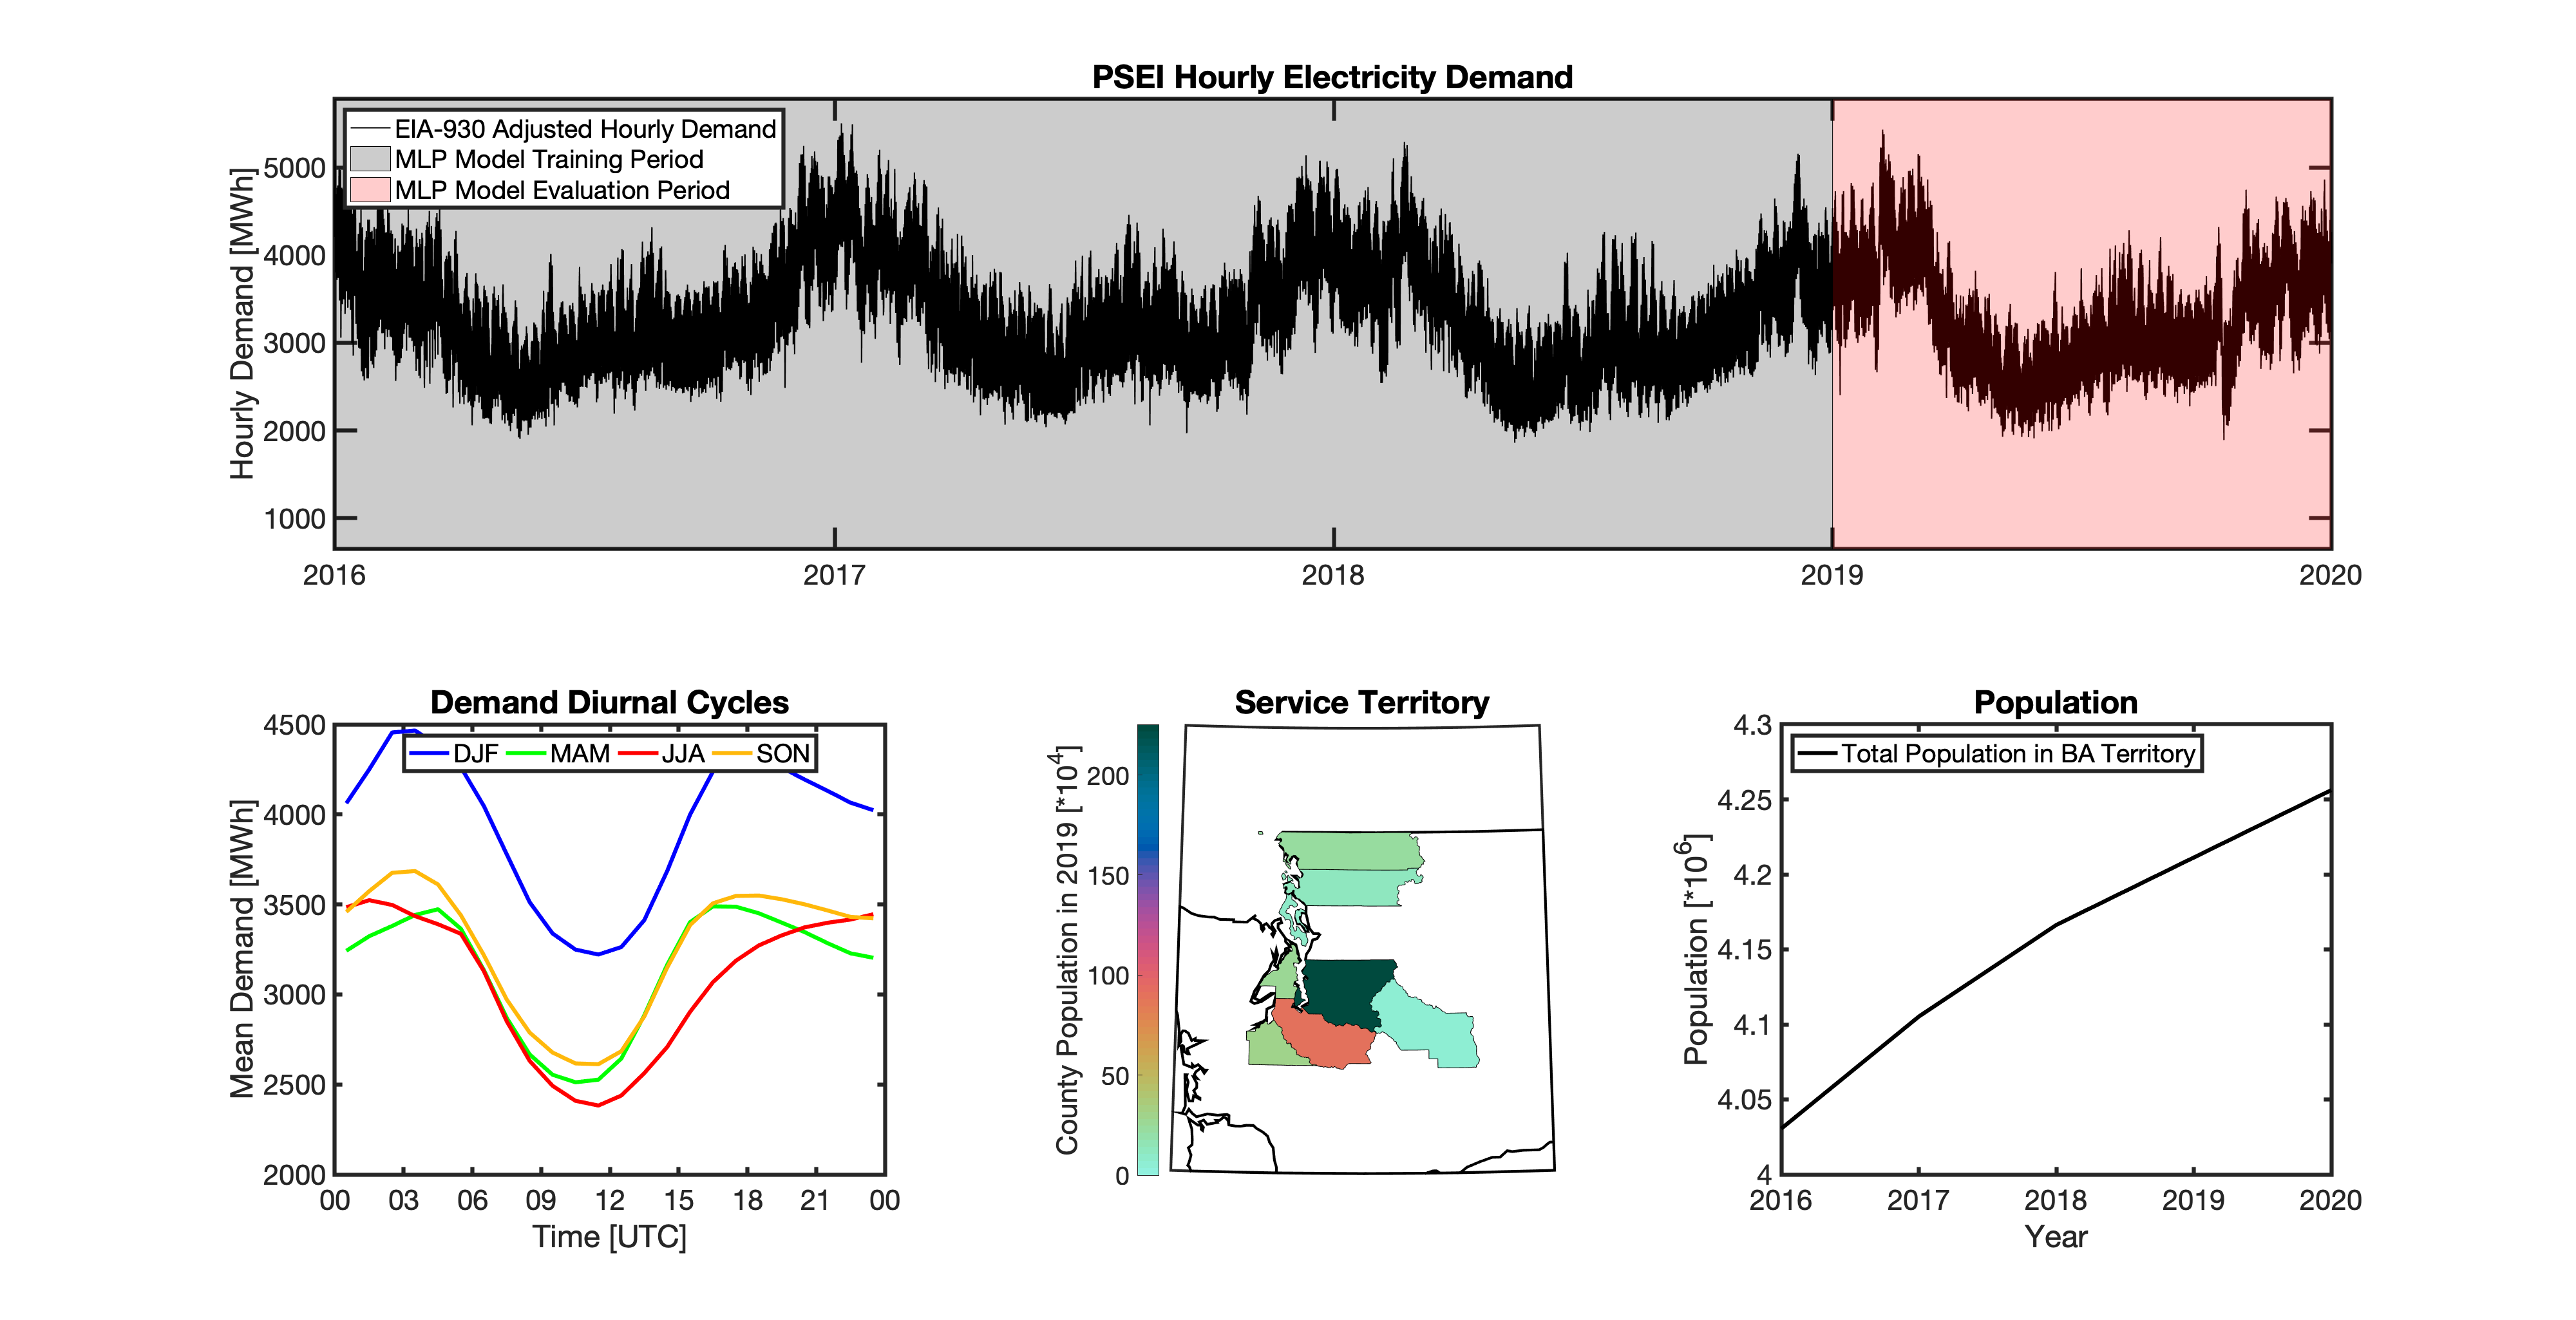 PSEI Hourly Electricity Demand
EIA-930 Adjusted Hourly Demand
MLP Model Training Period
MLP Model Evaluation Period
Hourly Demand [MWh]
5000
4000
3000
2000
1000
2016
2017
2018
2019
2020
Demand Diurnal Cycles
DJF
MAM
JJA
SON
Mean Demand [MWh]
4500
4000
3500
3000
2500
2000
00
03
06
09
12
15
18
21
00
Time [UTC]
Service Territory
County Population in 2019 [*10^4]
200
150
100
50
0
Population
Total Population in BA Territory
Population [*10^6]
4.3
4.25
4.2
4.15
4.1
4.05
4
2016
2017
2018
2019
2020
Year